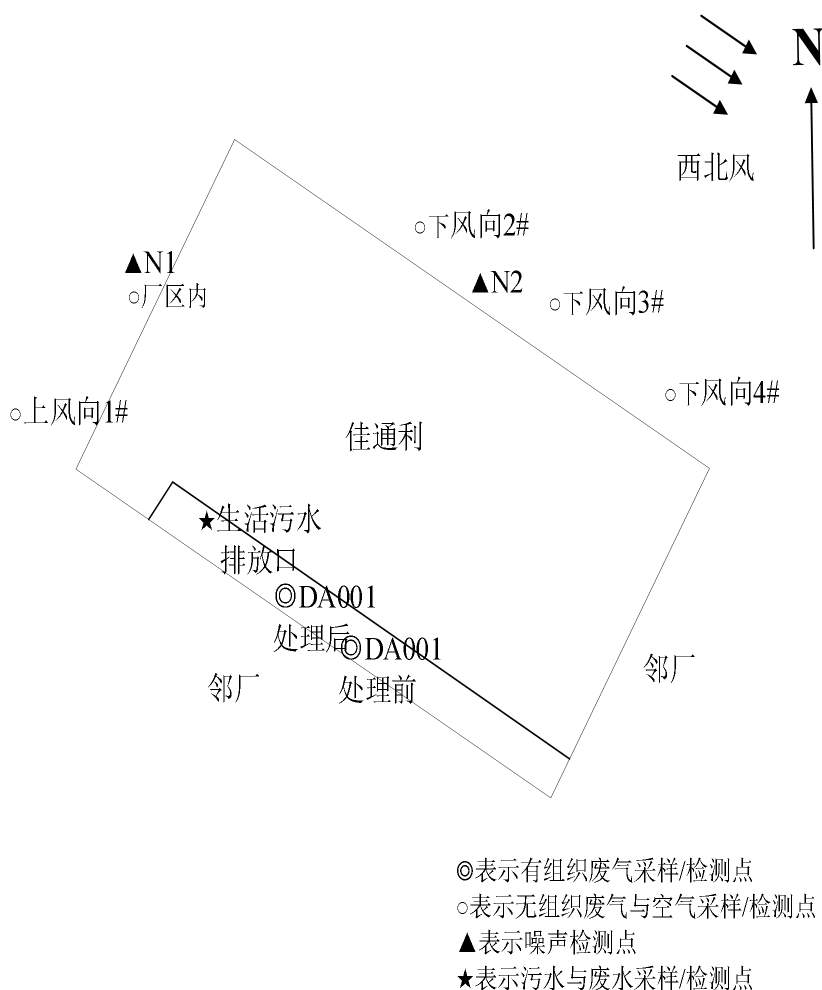 N
西北风
下风向2#
N1
N2
厂区内
下风向3#
下风向4#
上风向1#
佳通利
生活污水
排放口
DA001
处理后
DA001
处理前
邻厂
邻厂
◎表示有组织废气采样/检测点
○表示无组织废气与空气采样/检测点
▲表示噪声检测点
★表示污水与废水采样/检测点